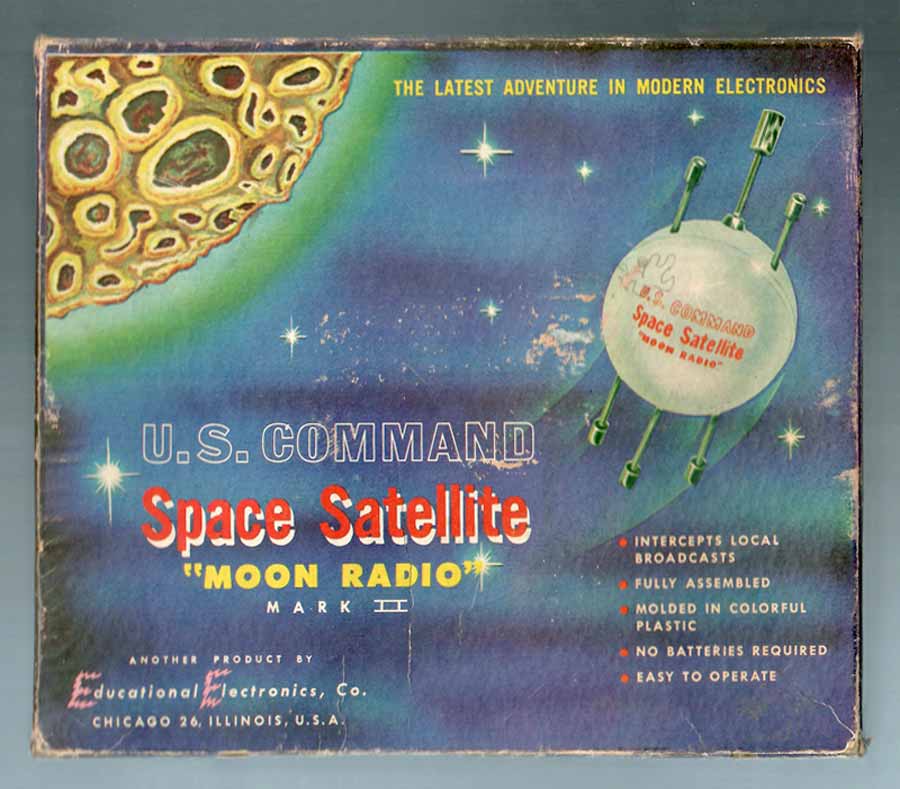 THE LATEST ADVENTURE IN MODERN ELECTRONICS
U.S. COMMAND
Space Satellite
"MOON RADIO"
U.S. COMMAND
Space Satellite
"MOON RADIO"
MARK II
INTERCEPTS LOCAL
BROADCASTS
FULLY ASSEMBLED
MOLDED IN COLORFUL
PLASTIC
NO BATTERIES REQUIRED
EASY TO OPERATE
ANOTHER PRODUCT BY
Educational Electronics, Co.
CHICAGO 26, ILLINOIS, U.S.A.